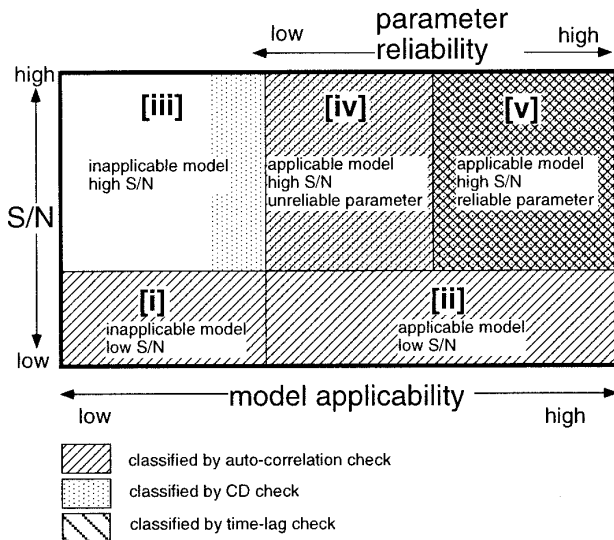 parameter
reliability
low
high
high
[iii]
[iv]
[v]
inapplicable model
high S/N
applicable model
high S/N
unreliable parameter
applicable model
high S/N
reliable parameter
S/N
[i]
[ii]
inapplicable model
low S/N
applicable model
low S/N
low
model applicability
low
high
classified by auto-correlation check
classified by CD check
classified by time-lag check